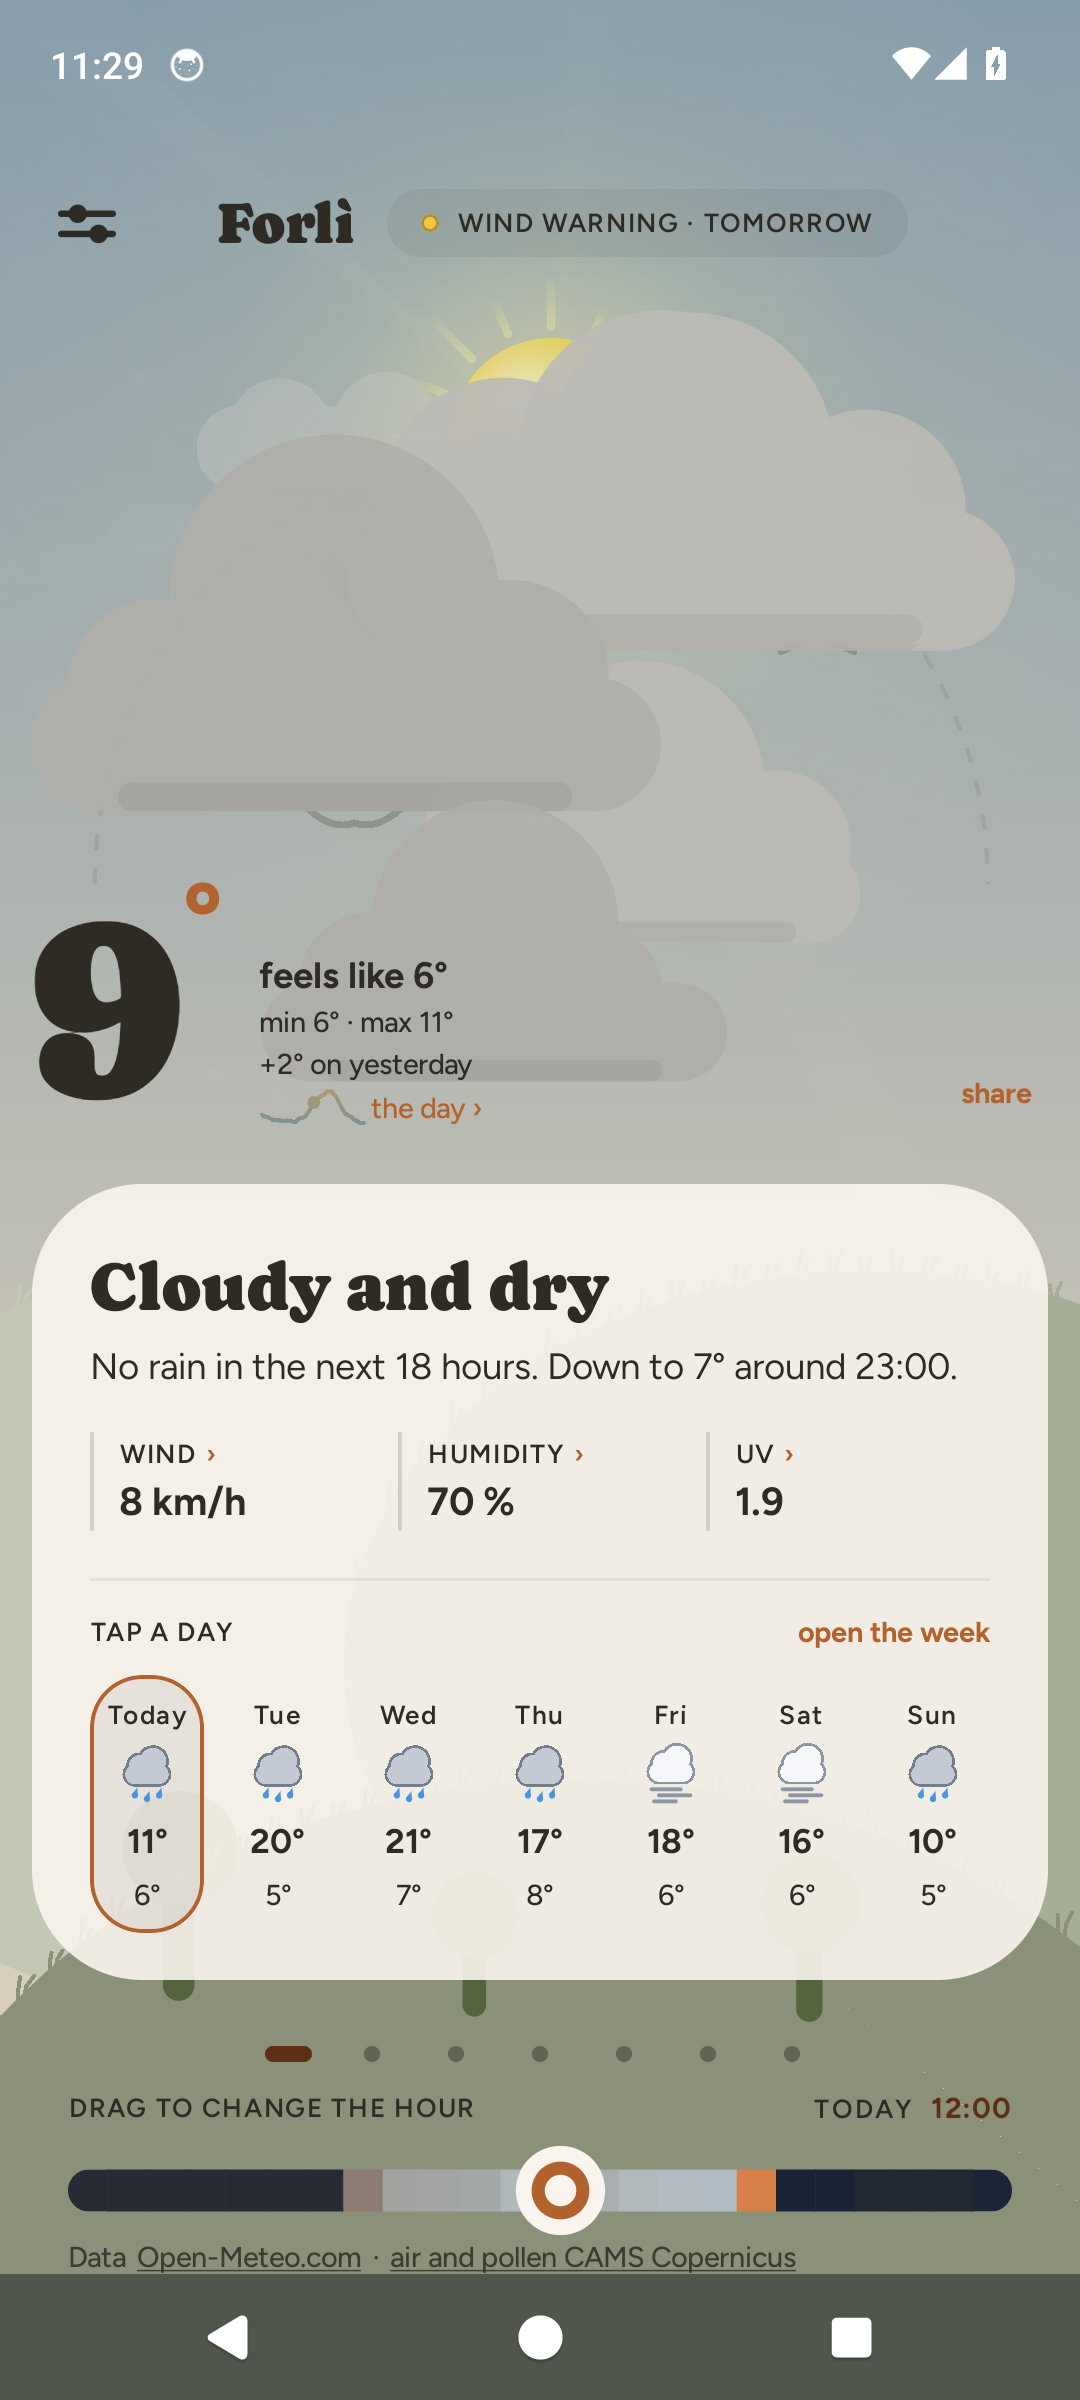 11:29
Forlì
WIND WARNING · TOMORROW
9°
feels like 6°
min 6° · max 11°
+2° on yesterday
the day ›
share
Cloudy and dry
No rain in the next 18 hours. Down to 7° around 23:00.
WIND › HUMIDITY › UV ›
8 km/h 70 % 1.9
TAP A DAY open the week
Today Tue Wed Thu Fri Sat Sun
11° 20° 21° 17° 18° 16° 10°
6° 5° 7° 8° 6° 6° 5°
DRAG TO CHANGE THE HOUR TODAY 12:00
Data Open-Meteo.com · air and pollen CAMS Copernicus